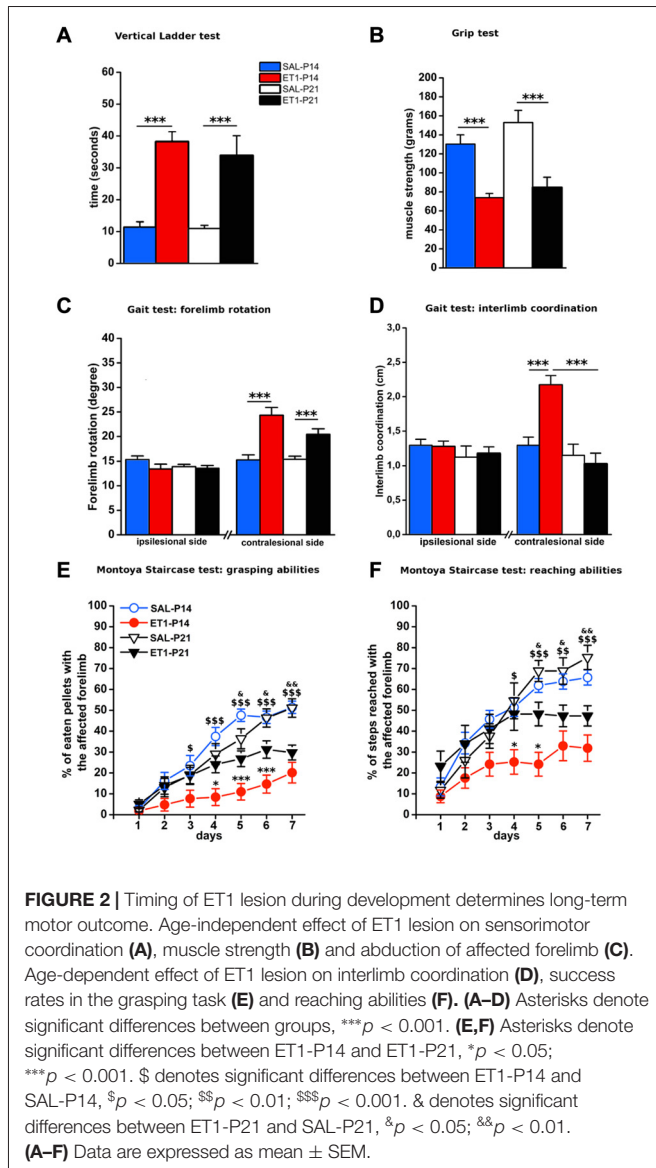 A
Vertical Ladder test
SAL-P14
ET1-P14
SAL-P21
ET1-P21
time (seconds)
60
50
40
30
20
10
0
***
***
B
Grip test
muscle strength (grams)
200
180
160
140
120
100
80
60
40
20
0
***
***
C
Gait test: forelimb rotation
Forelimb rotation (degree)
40
35
30
25
20
15
10
5
0
***
***
ipsilesional side
contralesional side
D
Gait test: interlimb coordination
Interlimb coordination (cm)
3,0
2,5
2,0
1,5
1,0
0,5
0,0
***
***
ipsilesional side
contralesional side
E
Montoya Staircase test: grasping abilities
% of eaten pellets with
the affected forelimb
100
90
80
70
60
50
40
30
20
10
0
SAL-P14
ET1-P14
SAL-P21
ET1-P21
$
$$$
&
$$$
&
$$$
&&
$$$
*
***
***
1 2 3 4 5 6 7
days
F
Montoya Staircase test: reaching abilities
% of steps reached with
the affected forelimb
100
90
80
70
60
50
40
30
20
10
0
$
&
$$$
&
$$
&&
$$$
*
*
1 2 3 4 5 6 7
days
FIGURE 2 | Timing of ET1 lesion during development determines long-term
motor outcome. Age-independent effect of ET1 lesion on sensorimotor
coordination (A), muscle strength (B) and abduction of affected forelimb (C).
Age-dependent effect of ET1 lesion on interlimb coordination (D), success
rates in the grasping task (E) and reaching abilities (F). (A–D) Asterisks denote
significant differences between groups, ***p < 0.001. (E,F) Asterisks denote
significant differences between ET1-P14 and ET1-P21, *p < 0.05;
***p < 0.001. $ denotes significant differences between ET1-P14 and
SAL-P14, $p < 0.05; $$p < 0.01; $$$p < 0.001. & denotes significant
differences between ET1-P21 and SAL-P21, &p < 0.05; &&p < 0.01.
(A–F) Data are expressed as mean ± SEM.